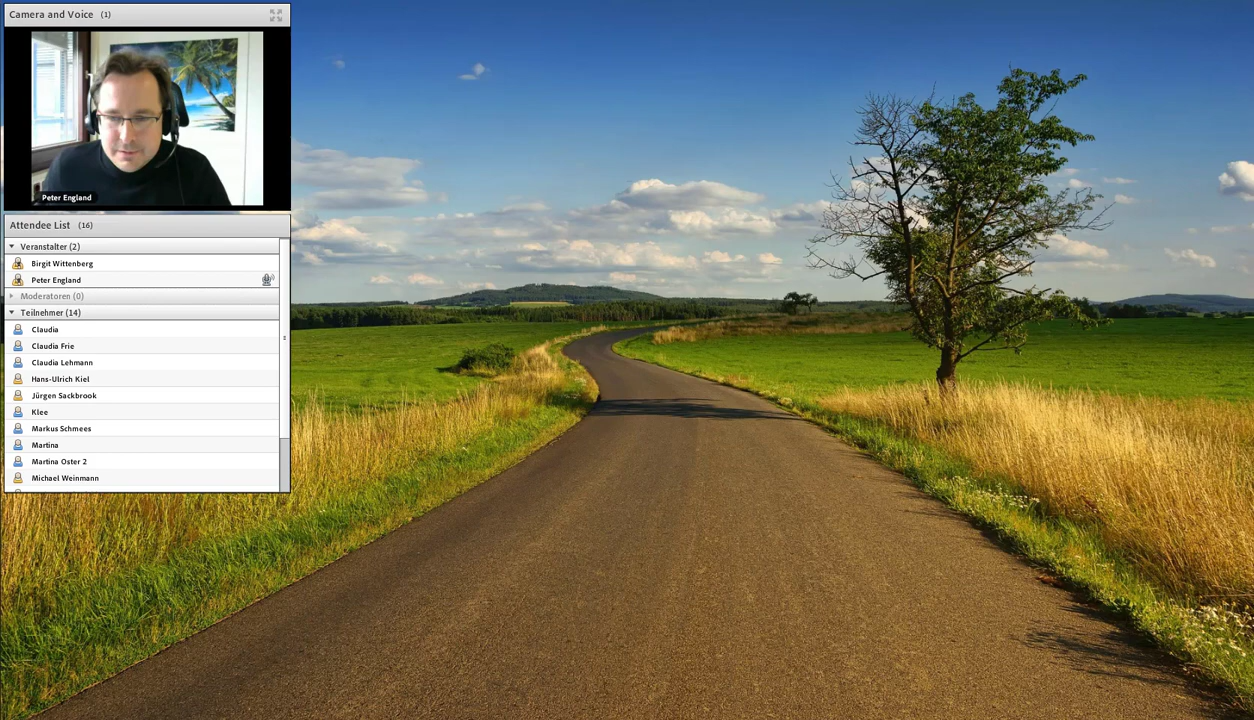 Camera and Voice (1)
Peter England
Attendee List (16)
Veranstalter (2)
Birgit Wittenberg
Peter England
Moderatoren (0)
Teilnehmer (14)
Claudia
Claudia Frie
Claudia Lehmann
Hans-Ulrich Kiel
Jürgen Sackbrook
Klee
Markus Schmees
Martina
Martina Oster 2
Michael Weinmann